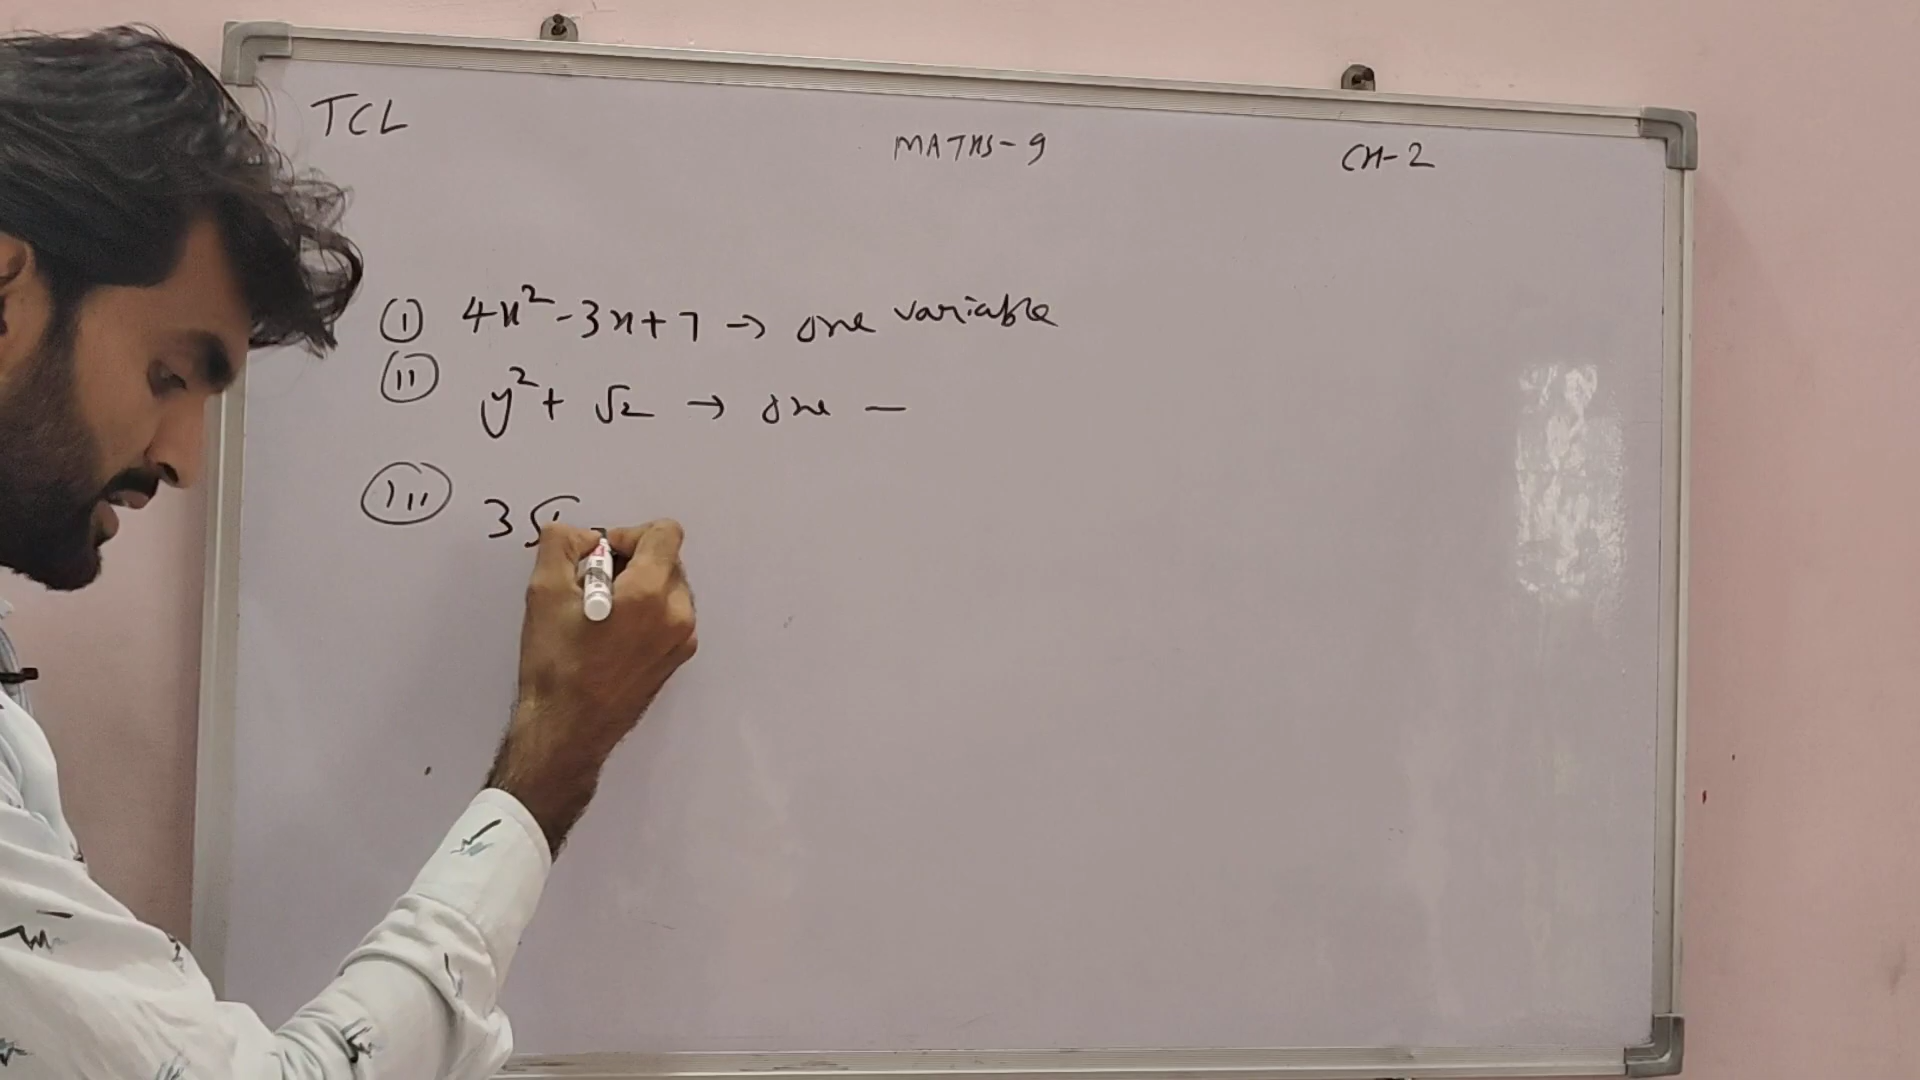 TCL
MATHS-9
CH-2
(i) 4x²-3x+7 → one variable
(ii) y²+√2 → one —
(iii) 3√